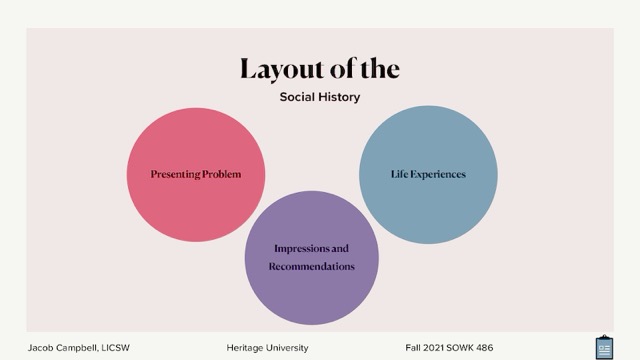 Layout of the
Social History
Presenting Problem
Life Experiences
Impressions and
Recommendations
Jacob Campbell, LICSW
Heritage University
Fall 2021 SOWK 486